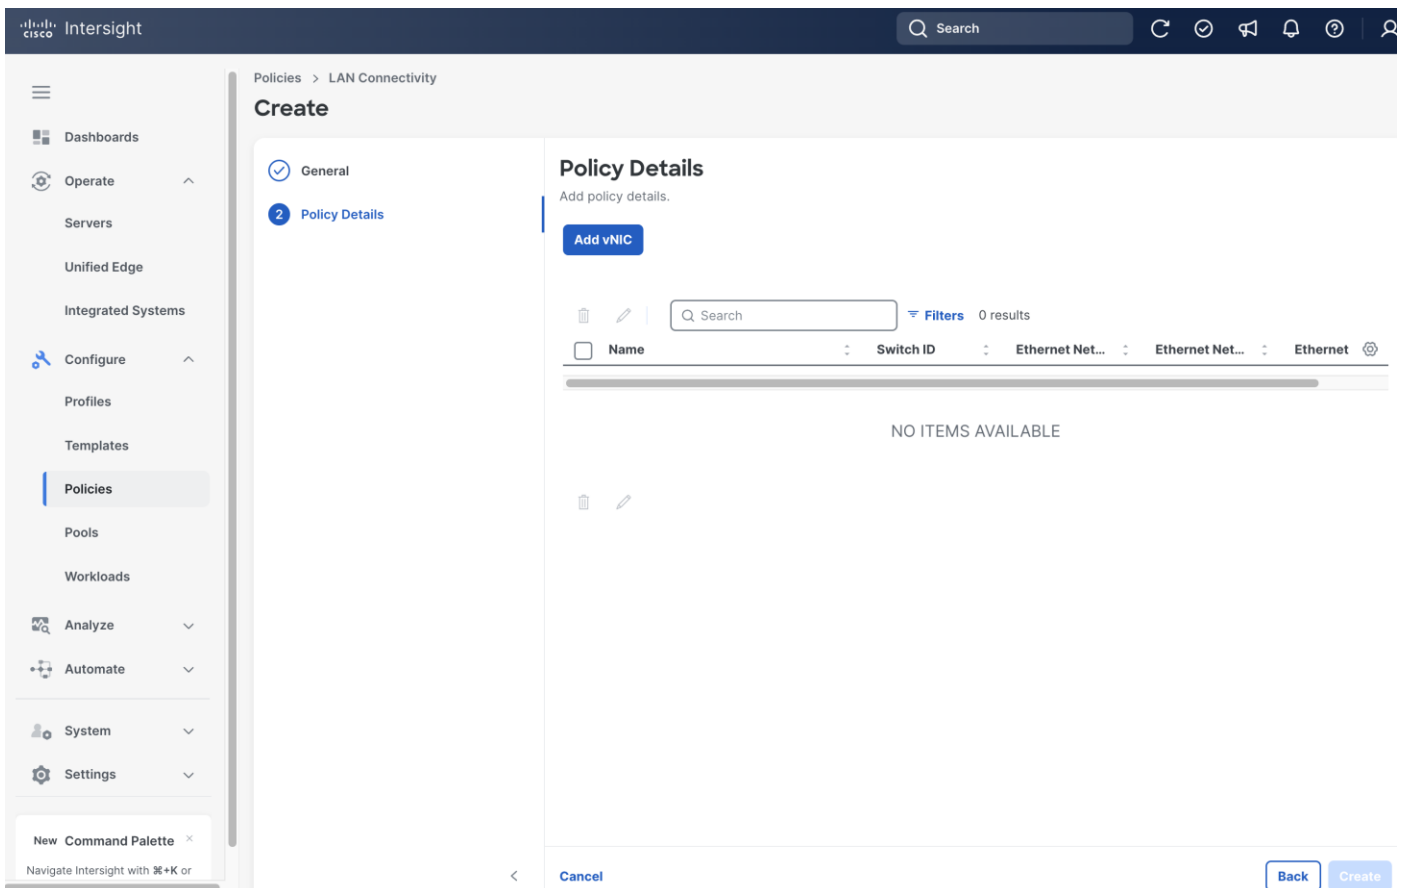 cisco Intersight
Search
Policies > LAN Connectivity
Create
Dashboards
Operate
Servers
Unified Edge
Integrated Systems
Configure
Profiles
Templates
Policies
Pools
Workloads
Analyze
Automate
System
Settings
New Command Palette ×
Navigate Intersight with ⌘+K or
General
2 Policy Details
Policy Details
Add policy details.
Add vNIC
Search
Filters 0 results
Name Switch ID Ethernet Net... Ethernet Net... Ethernet
NO ITEMS AVAILABLE
Cancel Back Create